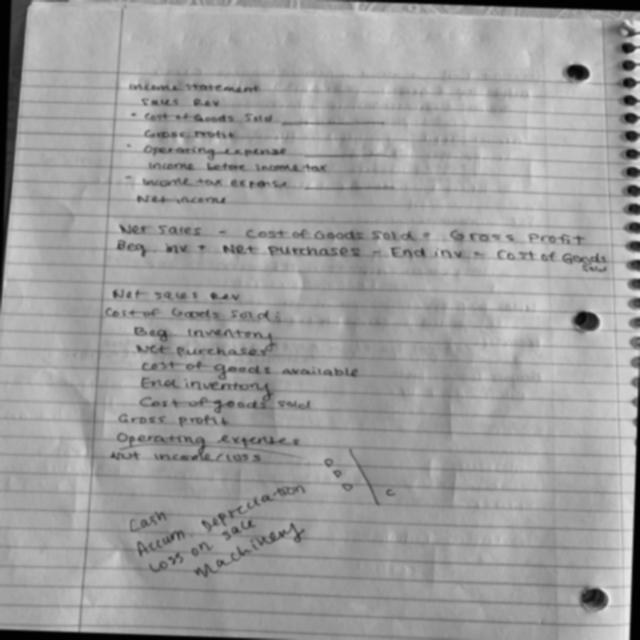 Income statement
Sales Rev
- Cost of Goods Sold
Gross Profit
- Operating expense
Income before income tax
- Income tax expense
Net income
Net Sales - Cost of Goods Sold = Gross Profit
Beg inv + Net Purchases - End inv = Cost of Goods Sold
Net sales Rev
Cost of Goods Sold:
Beg inventory
Net purchases
Cost of goods available
End inventory
Cost of goods sold
Gross profit
Operating expenses
Net income/loss
D
D
D C
Cash
Accum. Depreciation
Loss on sale
Machinery